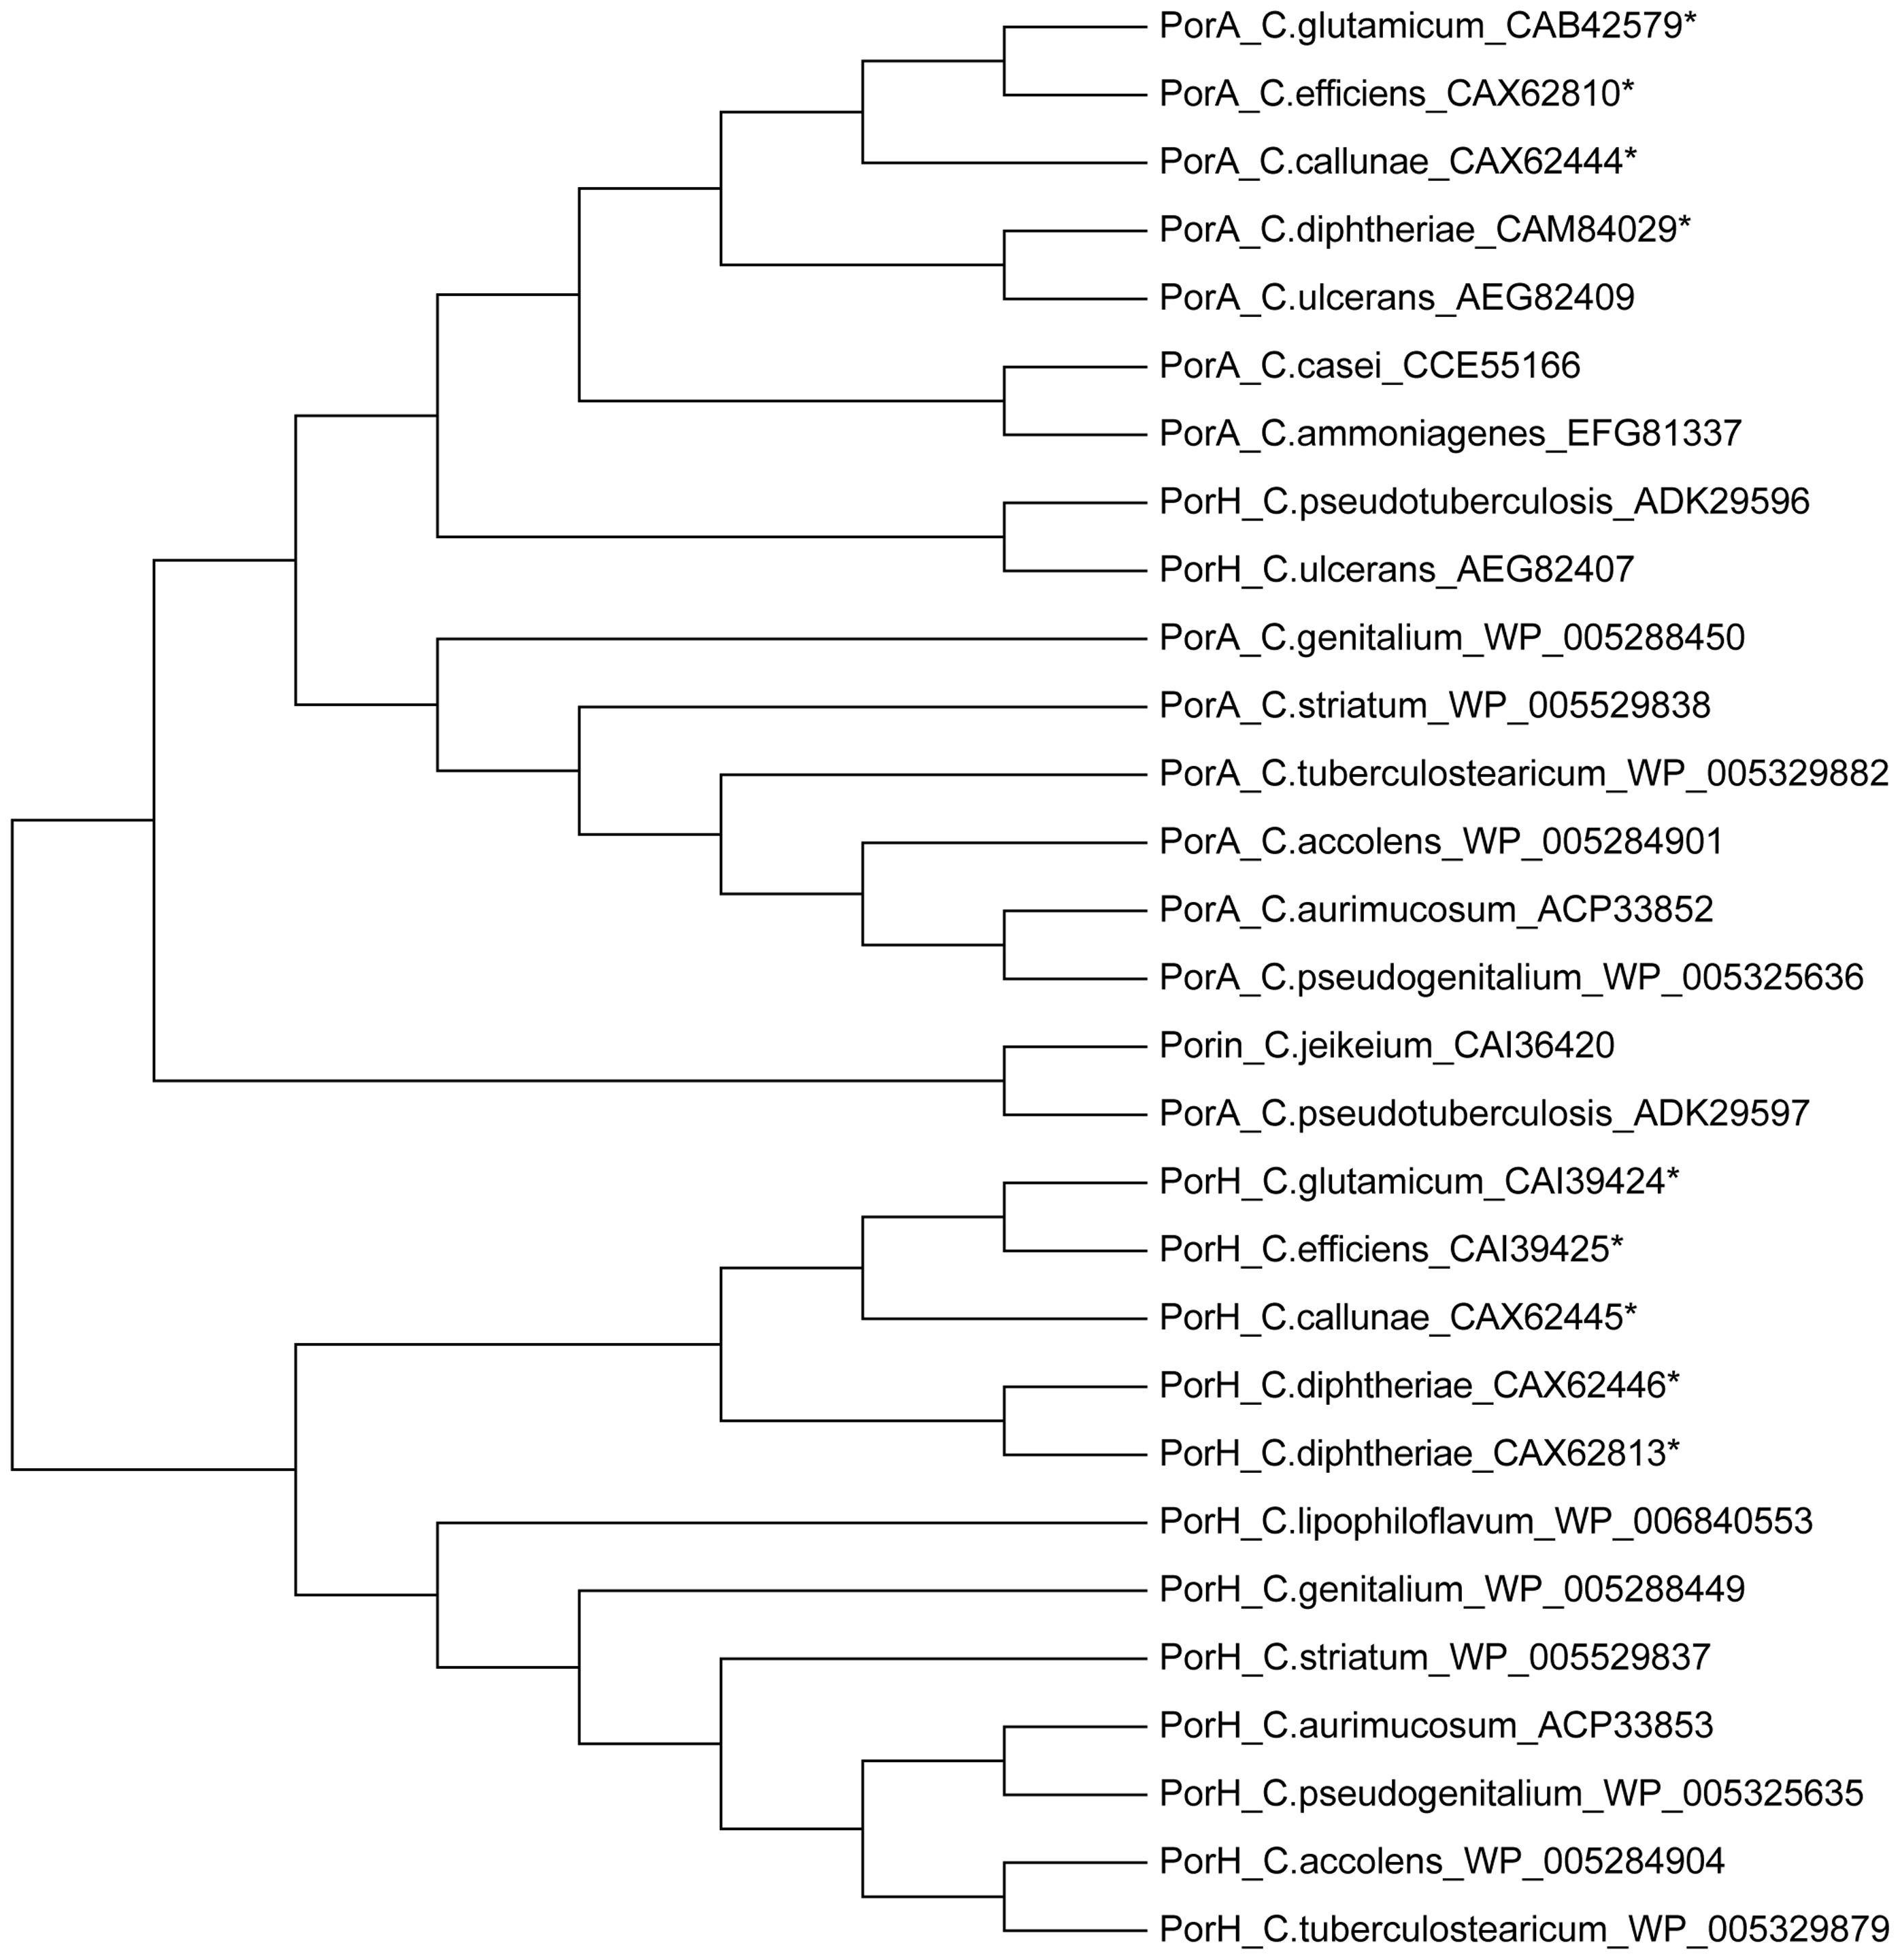 PorA_C.glutamicum_CAB42579*
PorA_C.efficiens_CAX62810*
PorA_C.callunae_CAX62444*
PorA_C.diphtheriae_CAM84029*
PorA_C.ulcerans_AEG82409
PorA_C.casei_CCE55166
PorA_C.ammoniagenes_EFG81337
PorH_C.pseudotuberculosis_ADK29596
PorH_C.ulcerans_AEG82407
PorA_C.genitalium_WP_005288450
PorA_C.striatum_WP_005529838
PorA_C.tuberculostearicum_WP_005329882
PorA_C.accolens_WP_005284901
PorA_C.aurimucosum_ACP33852
PorA_C.pseudogenitalium_WP_005325636
Porin_C.jeikeium_CAI36420
PorA_C.pseudotuberculosis_ADK29597
PorH_C.glutamicum_CAI39424*
PorH_C.efficiens_CAI39425*
PorH_C.callunae_CAX62445*
PorH_C.diphtheriae_CAX62446*
PorH_C.diphtheriae_CAX62813*
PorH_C.lipophiloflavum_WP_006840553
PorH_C.genitalium_WP_005288449
PorH_C.striatum_WP_005529837
PorH_C.aurimucosum_ACP33853
PorH_C.pseudogenitalium_WP_005325635
PorH_C.accolens_WP_005284904
PorH_C.tuberculostearicum_WP_005329879